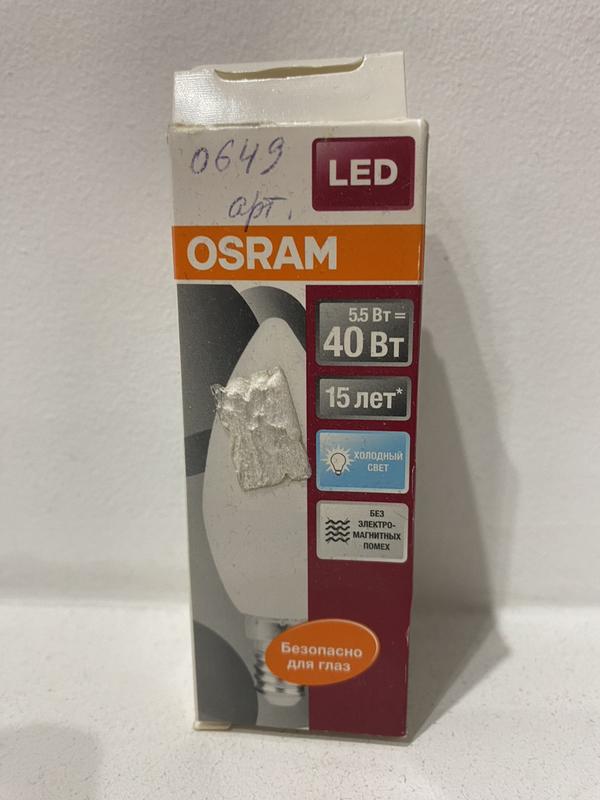 0649
арт.
LED
OSRAM
5.5 Вт =
40 Вт
15 лет*
ХОЛОДНЫЙ
СВЕТ
БЕЗ
ЭЛЕКТРО-
МАГНИТНЫХ
ПОМЕХ
Безопасно
для глаз